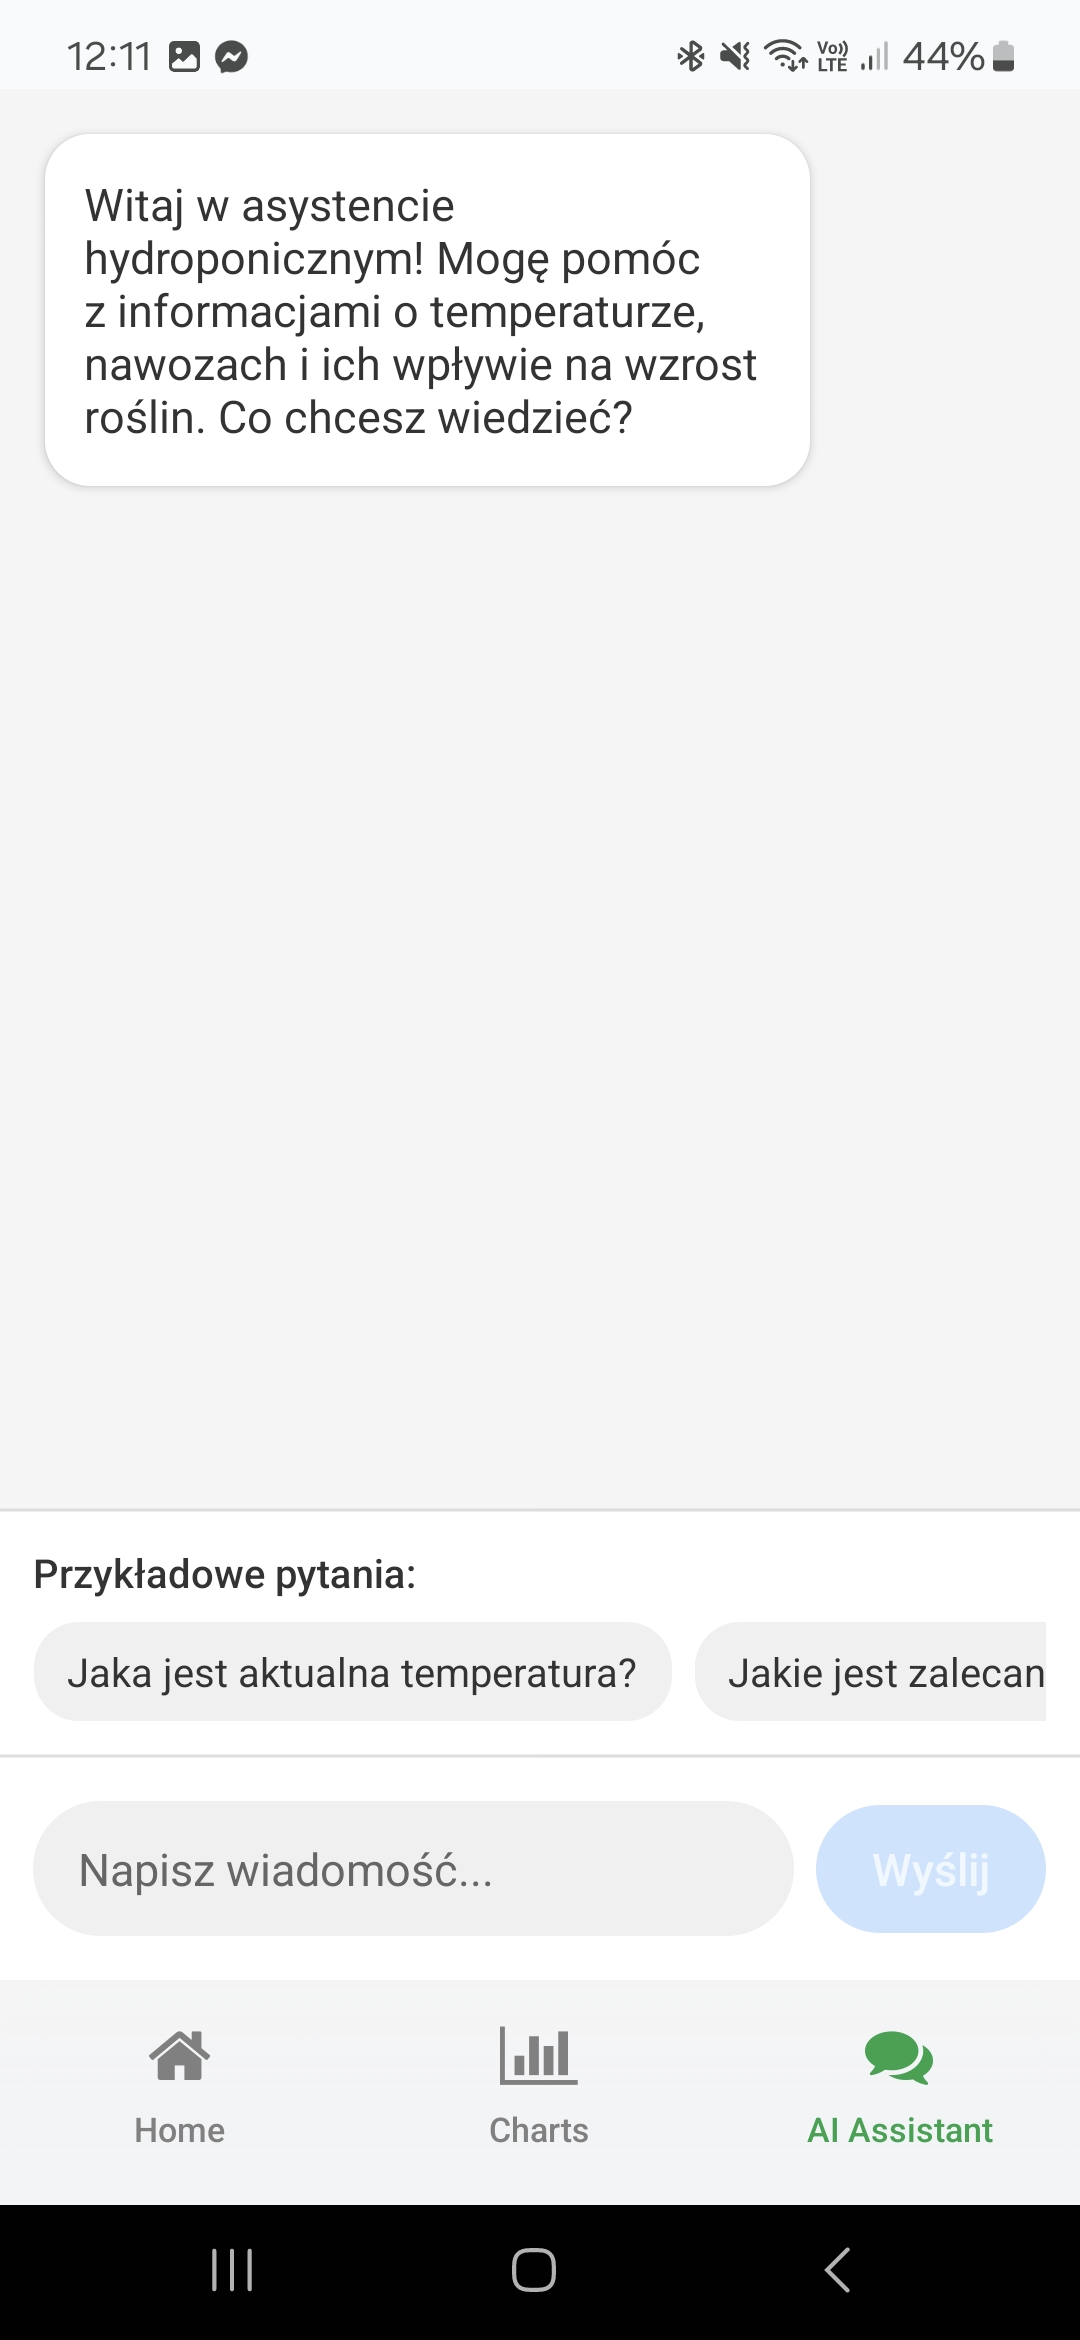 12:11
Vo))
LTE
44%
Witaj w asystencie
hydroponicznym! Mogę pomóc
z informacjami o temperaturze,
nawozach i ich wpływie na wzrost
roślin. Co chcesz wiedzieć?
Przykładowe pytania:
Jaka jest aktualna temperatura?
Jakie jest zalecan
Napisz wiadomość...
Wyślij
Home
Charts
AI Assistant